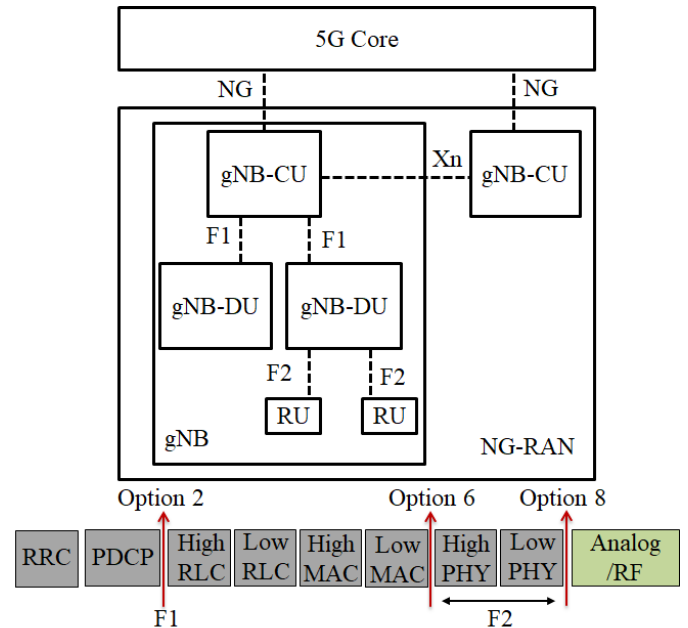 5G Core
NG
NG
gNB-CU
Xn
gNB-CU
F1
F1
gNB-DU
gNB-DU
F2
F2
RU
RU
gNB
NG-RAN
Option 2
Option 6
Option 8
RRC
PDCP
High
RLC
Low
RLC
High
MAC
Low
MAC
High
PHY
Low
PHY
Analog
/RF
F1
F2